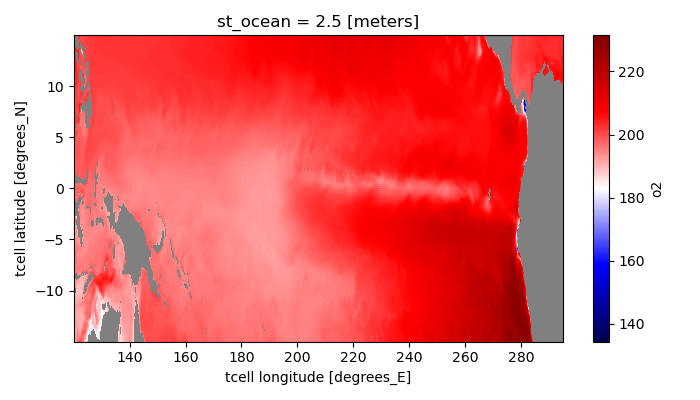 st_ocean = 2.5 [meters]
tcell latitude [degrees_N]
10
5
0
−5
−10
140 160 180 200 220 240 260 280
tcell longitude [degrees_E]
220
200
180
160
140
o2